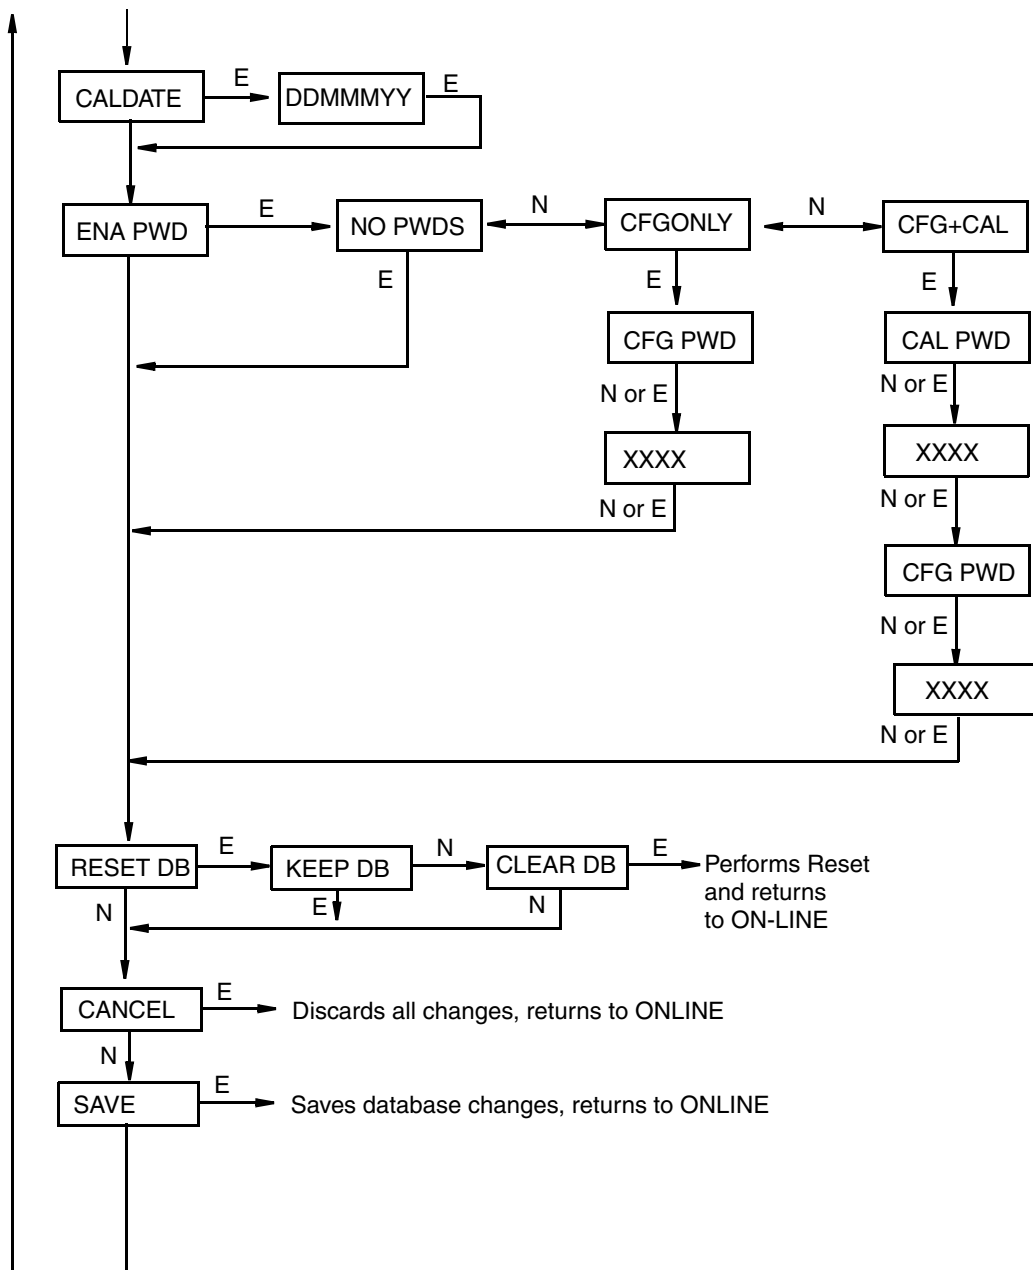 E
E
CALDATE
DDMMMYY
E
N
N
ENA PWD
NO PWDS
CFGONLY
CFG+CAL
E
E
E
CFG PWD
CAL PWD
N or E
N or E
XXXX
XXXX
N or E
N or E
CFG PWD
N or E
XXXX
N or E
E
N
E
RESET DB
KEEP DB
CLEAR DB
Performs Reset
and returns
to ON-LINE
N
E
N
E
CANCEL
Discards all changes, returns to ONLINE
N
E
SAVE
Saves database changes, returns to ONLINE